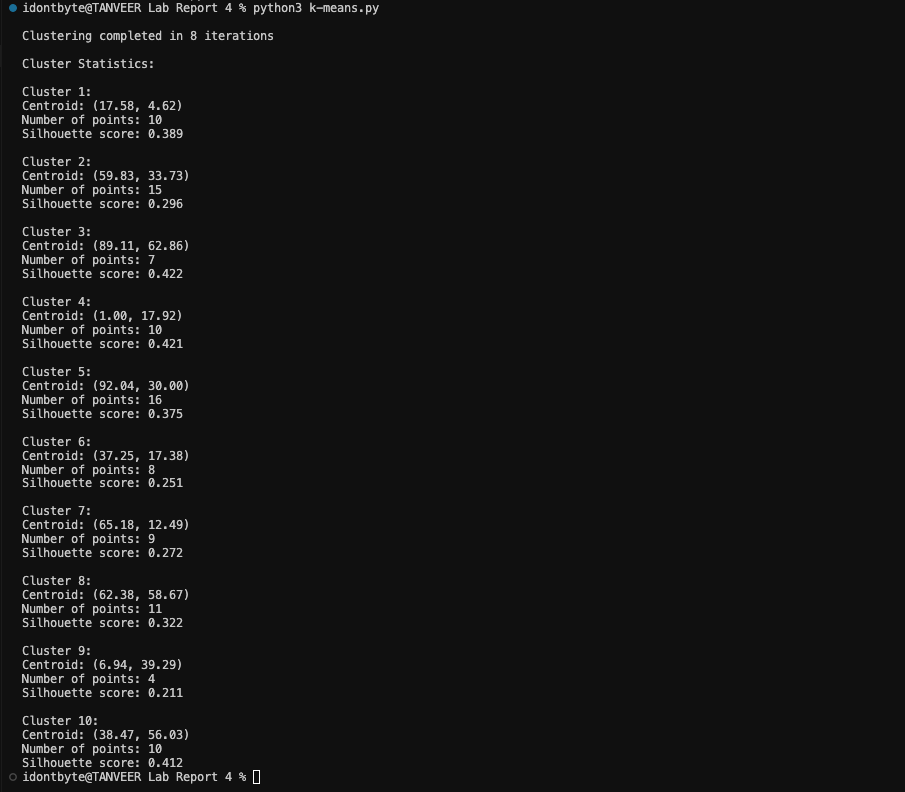 idontbyte@TANVEER Lab Report 4 % python3 k-means.py
Clustering completed in 8 iterations
Cluster Statistics:
Cluster 1:
Centroid: (17.58, 4.62)
Number of points: 10
Silhouette score: 0.389
Cluster 2:
Centroid: (59.83, 33.73)
Number of points: 15
Silhouette score: 0.296
Cluster 3:
Centroid: (89.11, 62.86)
Number of points: 7
Silhouette score: 0.422
Cluster 4:
Centroid: (1.00, 17.92)
Number of points: 10
Silhouette score: 0.421
Cluster 5:
Centroid: (92.04, 30.00)
Number of points: 16
Silhouette score: 0.375
Cluster 6:
Centroid: (37.25, 17.38)
Number of points: 8
Silhouette score: 0.251
Cluster 7:
Centroid: (65.18, 12.49)
Number of points: 9
Silhouette score: 0.272
Cluster 8:
Centroid: (62.38, 58.67)
Number of points: 11
Silhouette score: 0.322
Cluster 9:
Centroid: (6.94, 39.29)
Number of points: 4
Silhouette score: 0.211
Cluster 10:
Centroid: (38.47, 56.03)
Number of points: 10
Silhouette score: 0.412
idontbyte@TANVEER Lab Report 4 %